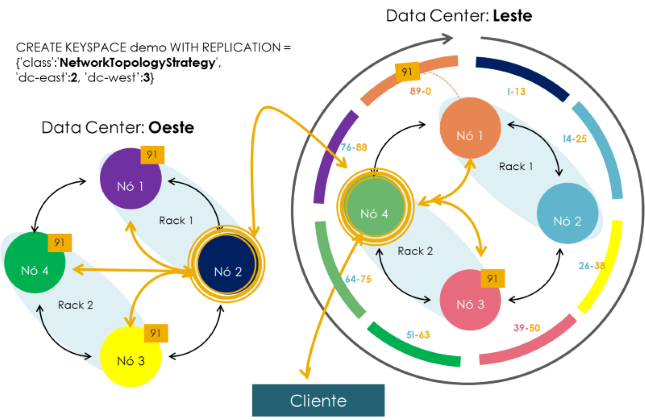 Data Center: Leste
CREATE KEYSPACE demo WITH REPLICATION =
{'class':'NetworkTopologyStrategy',
'dc-east':2, 'dc-west':3}
Data Center: Oeste
91
89-0
1-13
76-88
14-25
91
Nó 1
Nó 1
Rack 1
Rack 1
Nó 4
Nó 2
91
Nó 4
Nó 2
Rack 2
Rack 2
64-75
26-38
91
Nó 3
91
Nó 3
51-63
39-50
Cliente